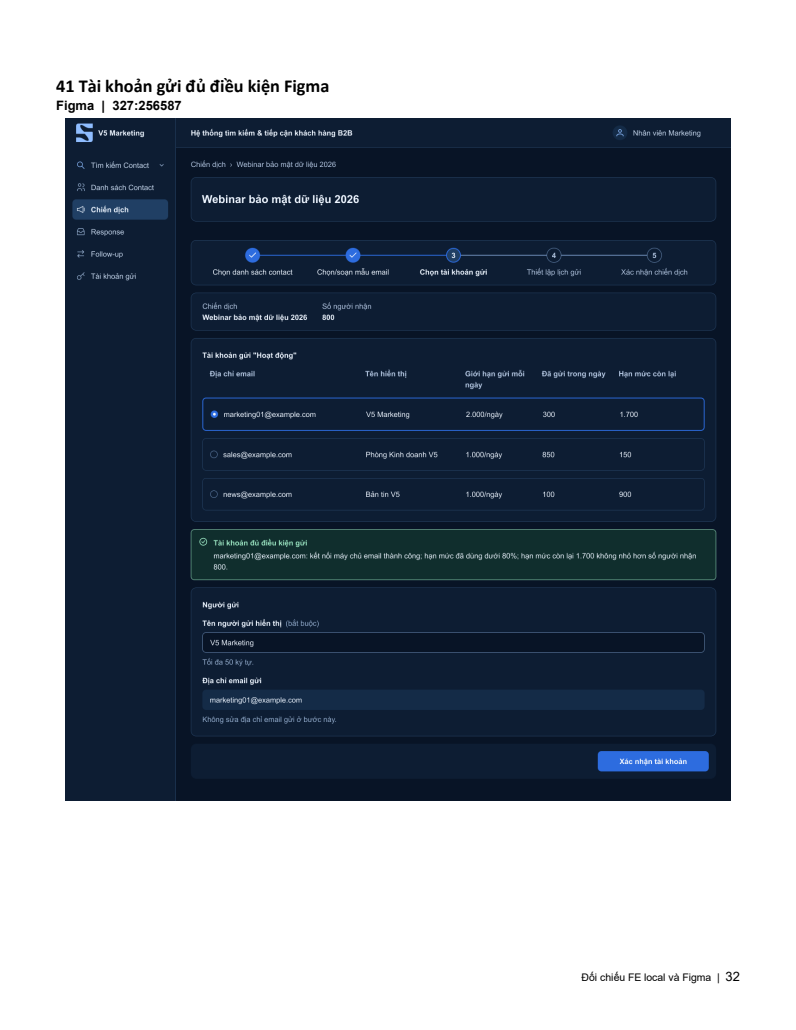 41 Tài khoản gửi đủ điều kiện Figma
Figma | 327:256587
V5 Marketing
Hệ thống tìm kiếm & tiếp cận khách hàng B2B
Nhân viên Marketing
Tìm kiếm Contact
Danh sách Contact
Chiến dịch
Response
Follow-up
Tài khoản gửi
Chiến dịch › Webinar bảo mật dữ liệu 2026
Webinar bảo mật dữ liệu 2026
3 4 5
Chọn danh sách contact Chọn/soạn mẫu email Chọn tài khoản gửi Thiết lập lịch gửi Xác nhận chiến dịch
Chiến dịch Số người nhận
Webinar bảo mật dữ liệu 2026 800
Tài khoản gửi "Hoạt động"
Địa chỉ email Tên hiển thị Giới hạn gửi mỗi Đã gửi trong ngày Hạn mức còn lại
ngày
marketing01@example.com V5 Marketing 2.000/ngày 300 1.700
sales@example.com Phòng Kinh doanh V5 1.000/ngày 850 150
news@example.com Bản tin V5 1.000/ngày 100 900
Tài khoản đủ điều kiện gửi
marketing01@example.com: kết nối máy chủ email thành công; hạn mức đã dùng dưới 80%; hạn mức còn lại 1.700 không nhỏ hơn số người nhận
800.
Người gửi
Tên người gửi hiển thị (bắt buộc)
V5 Marketing
Tối đa 50 ký tự.
Địa chỉ email gửi
marketing01@example.com
Không sửa địa chỉ email gửi ở bước này.
Xác nhận tài khoản
Đối chiếu FE local và Figma | 32